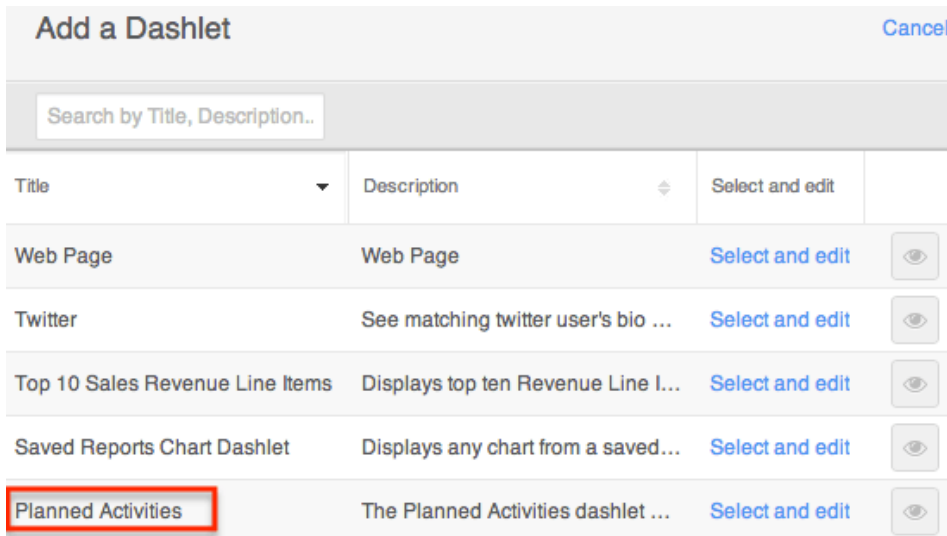 Add a Dashlet Cancel
Search by Title, Description..
Title Description Select and edit
Web Page Web Page Select and edit
Twitter See matching twitter user's bio ... Select and edit
Top 10 Sales Revenue Line Items Displays top ten Revenue Line I... Select and edit
Saved Reports Chart Dashlet Displays any chart from a saved... Select and edit
Planned Activities The Planned Activities dashlet ... Select and edit